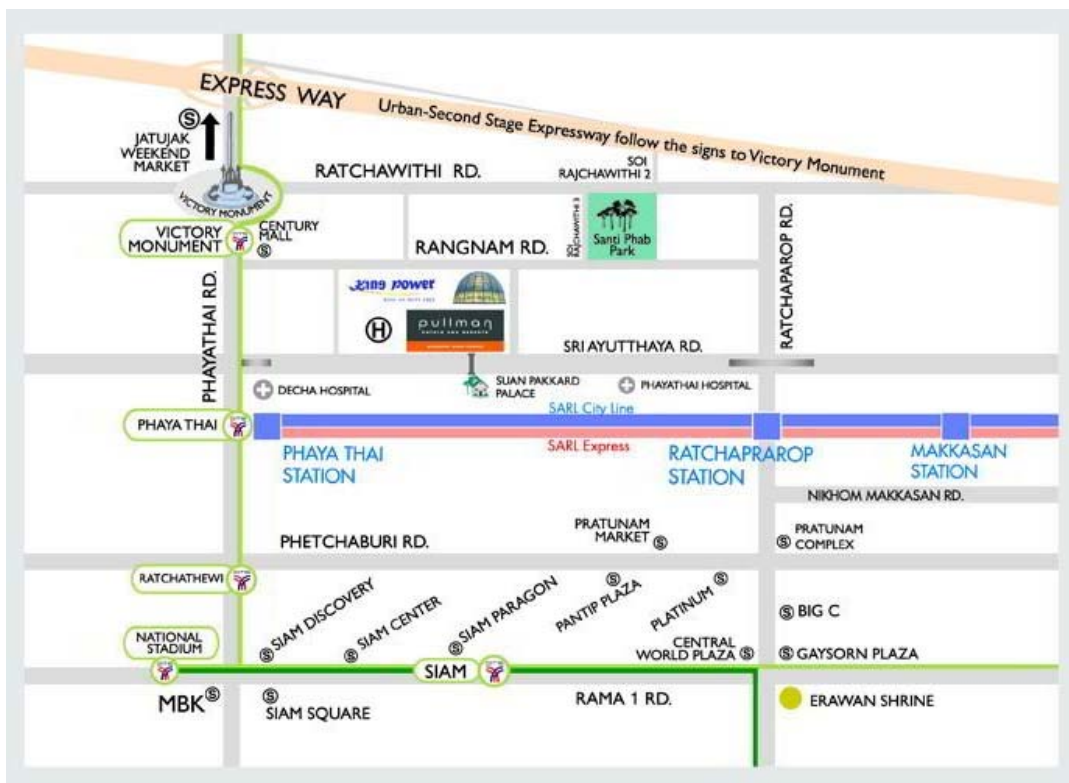 EXPRESS WAY
Urban-Second Stage Expressway follow the signs to Victory Monument
S
JATUJAK
WEEKEND
MARKET
VICTORY MONUMENT
RATCHAWITHI RD.
SOI
RAJCHAWITHI 2
VICTORY
MONUMENT
CENTURY
MALL
S
RANGNAM RD.
Santi Phab
Park
RATCHAPAROP RD.
PHAYATHAI RD.
king power
H
pullman
SRI AYUTTHAYA RD.
DECHA HOSPITAL
SUAN PAKKARD
PALACE
PHAYATHAI HOSPITAL
PHAYA THAI
SARL City Line
SARL Express
PHAYA THAI
STATION
RATCHAPRAROP
STATION
MAKKASAN
STATION
NIKHOM MAKKASAN RD.
PHETCHABURI RD.
PRATUNAM
MARKET S
S PRATUNAM
COMPLEX
RATCHATHEWI
S SIAM DISCOVERY
S SIAM CENTER
S SIAM PARAGON
PANTIP PLAZA S
PLATINUM S
S BIG C
NATIONAL
STADIUM
CENTRAL
WORLD PLAZA S
S GAYSORN PLAZA
SIAM
MBK S
S
SIAM SQUARE
RAMA 1 RD.
ERAWAN SHRINE